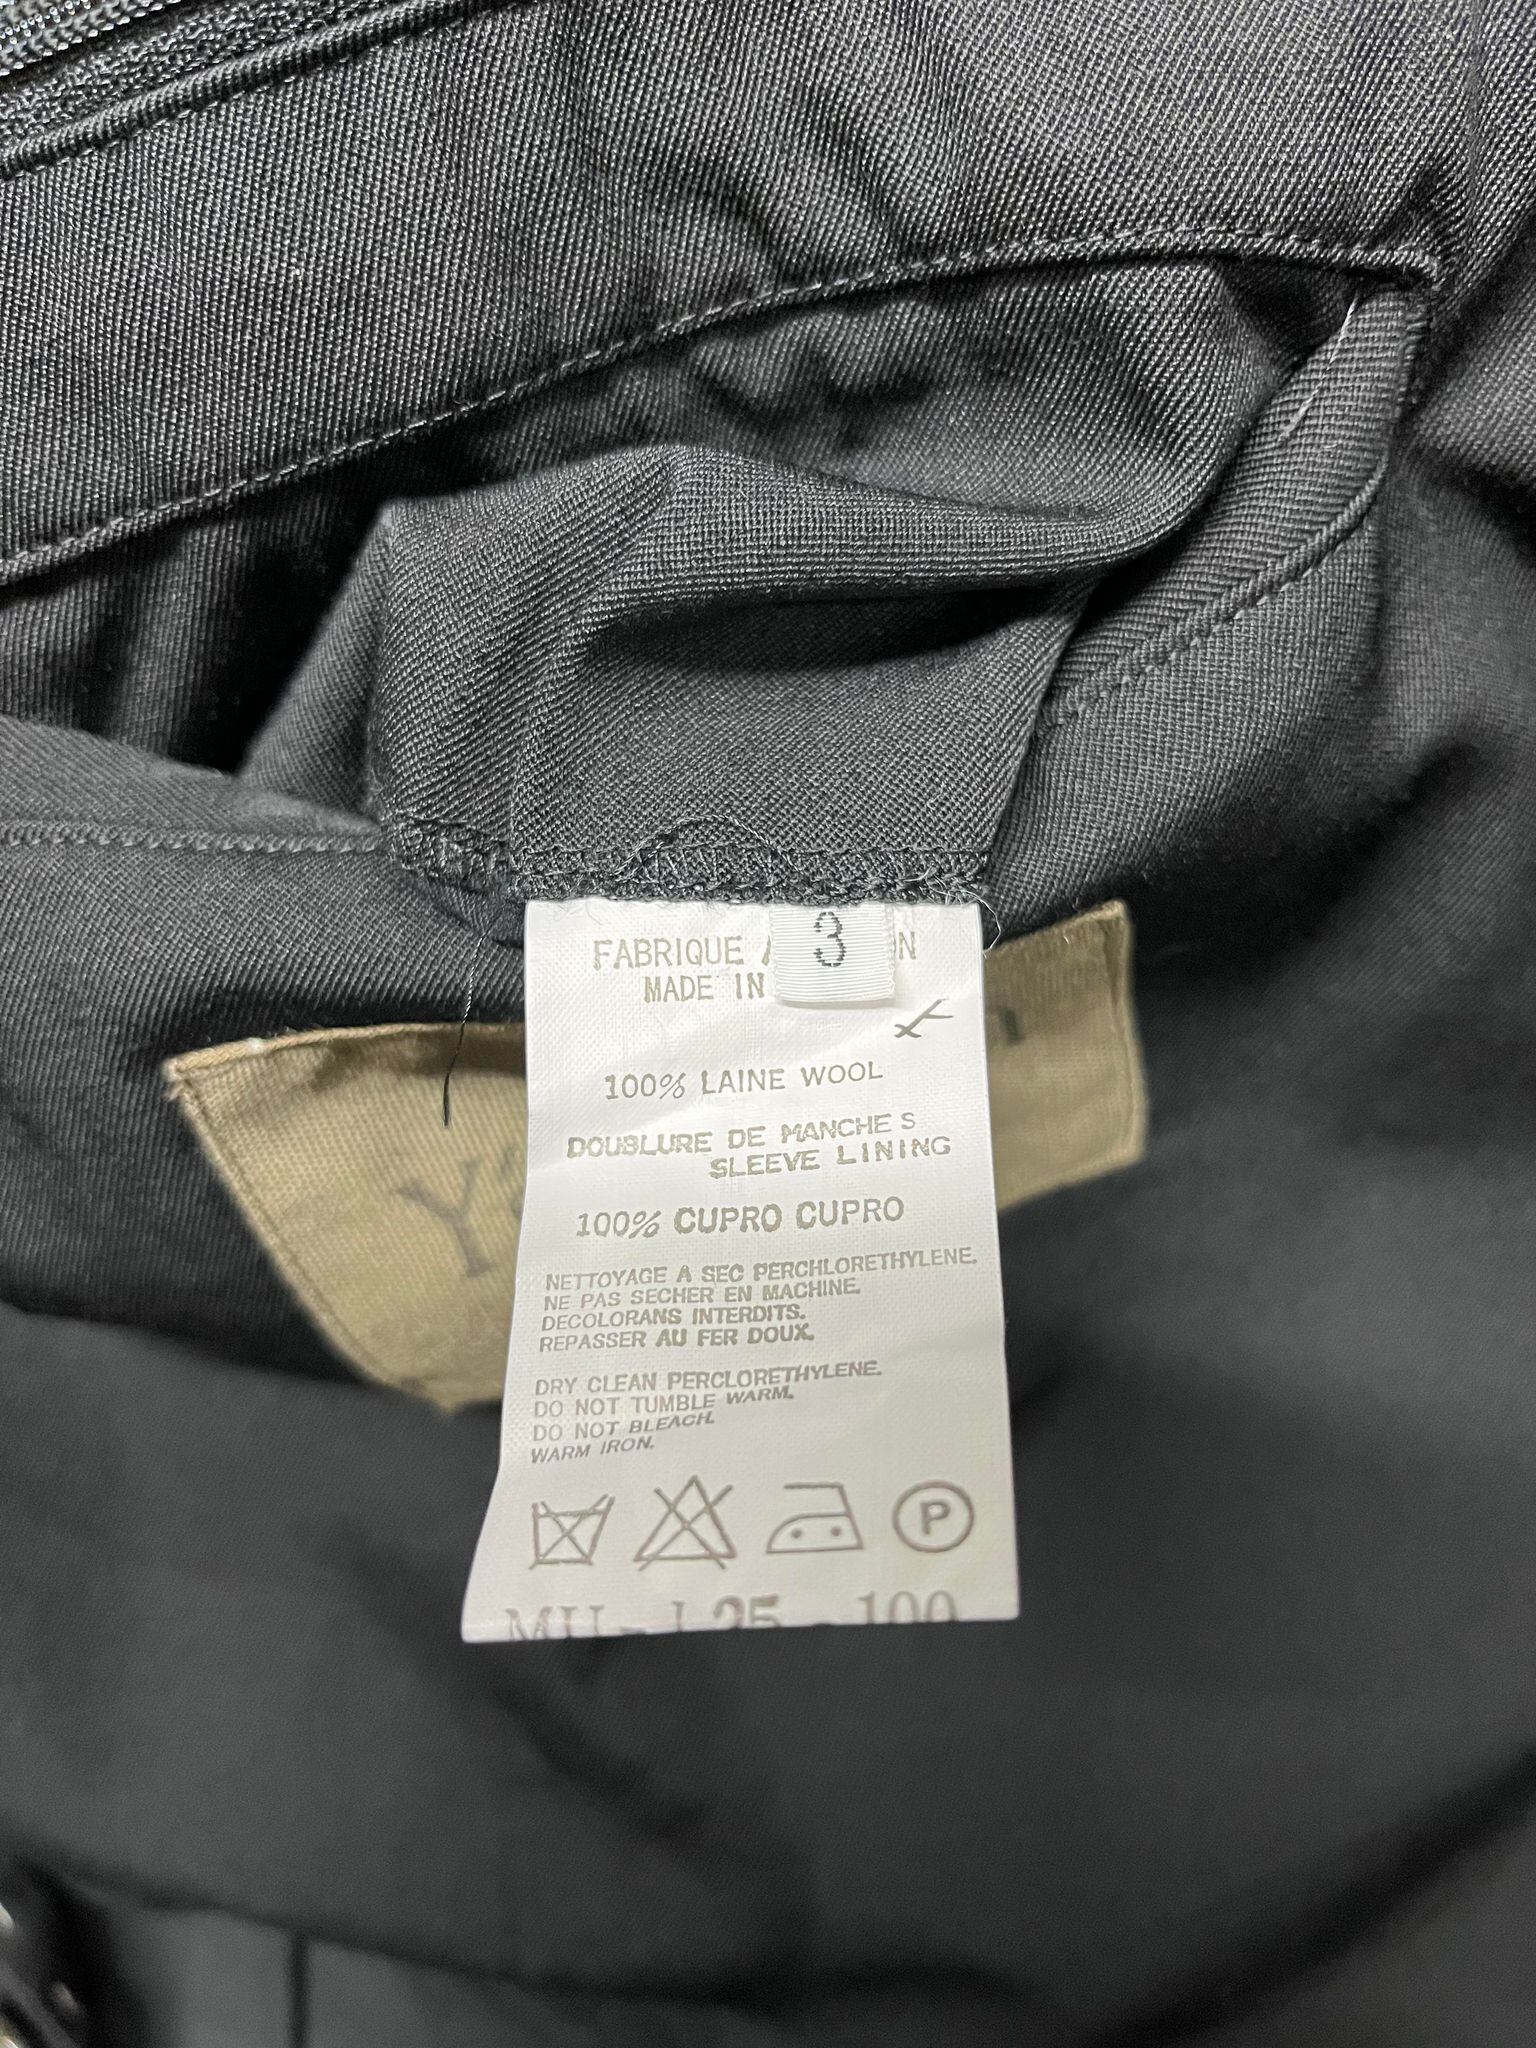 3
FABRIQUE
MADE IN
100% LAINE WOOL
DOUBLURE DE MANCHE S
SLEEVE LINING
100% CUPRO CUPRO
NETTOYAGE A SEC PERCHLORETHYLENE.
NE PAS SECHER EN MACHINE.
DECOLORANS INTERDITS.
REPASSER AU FER DOUX.
DRY CLEAN PERCLORETHYLENE.
DO NOT TUMBLE WARM.
DO NOT BLEACH.
WARM IRON.
P